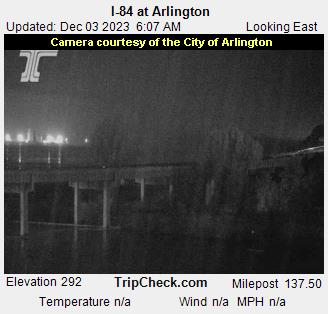 I-84 at Arlington
Updated: Dec 03 2023 6:07 AM Looking East
Camera courtesy of the City of Arlington
Elevation 292 TripCheck.com Milepost 137.50
Temperature n/a Wind n/a MPH n/a